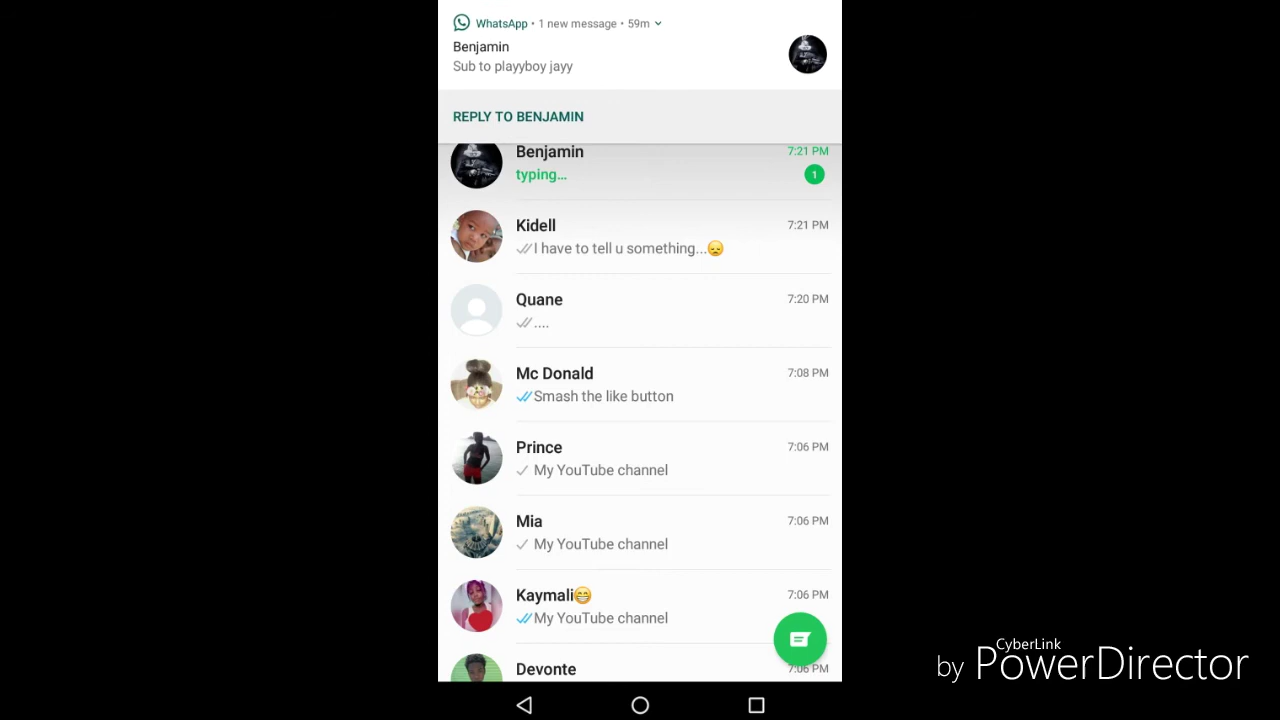 WhatsApp • 1 new message • 59m
Benjamin
Sub to playyboy jayy
REPLY TO BENJAMIN
Benjamin 7:21 PM
typing... 1
Kidell 7:21 PM
I have to tell u something...😞
Quane 7:20 PM
....
Mc Donald 7:08 PM
Smash the like button
Prince 7:06 PM
My YouTube channel
Mia 7:06 PM
My YouTube channel
Kaymali😁 7:06 PM
My YouTube channel
Devonte 7:06 PM
CyberLink
by PowerDirector